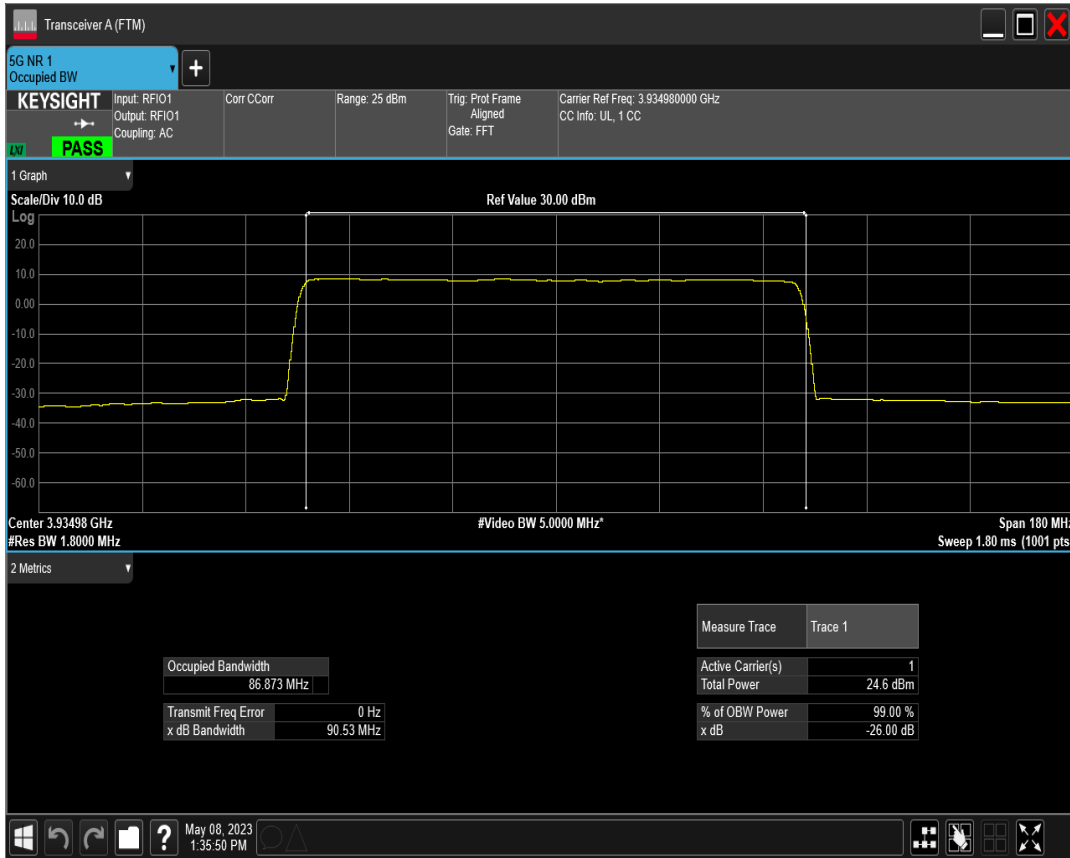 Transceiver A (FTM)
5G NR 1
Occupied BW
+
KEYSIGHT
LXI
PASS
Input: RFIO1
Output: RFIO1
Coupling: AC
Corr CCorr
Range: 25 dBm
Trig: Prot Frame
Aligned
Gate: FFT
Carrier Ref Freq: 3.934980000 GHz
CC Info: UL, 1 CC
1 Graph
Scale/Div 10.0 dB
Ref Value 30.00 dBm
Log
20.0
10.0
0.00
-10.0
-20.0
-30.0
-40.0
-50.0
-60.0
Center 3.93498 GHz
#Video BW 5.0000 MHz*
Span 180 MHz
#Res BW 1.8000 MHz
Sweep 1.80 ms (1001 pts
2 Metrics
Measure Trace Trace 1
Occupied Bandwidth
86.873 MHz
Active Carrier(s) 1
Total Power 24.6 dBm
Transmit Freq Error 0 Hz
x dB Bandwidth 90.53 MHz
% of OBW Power 99.00 %
x dB -26.00 dB
?
May 08, 2023
1:35:50 PM